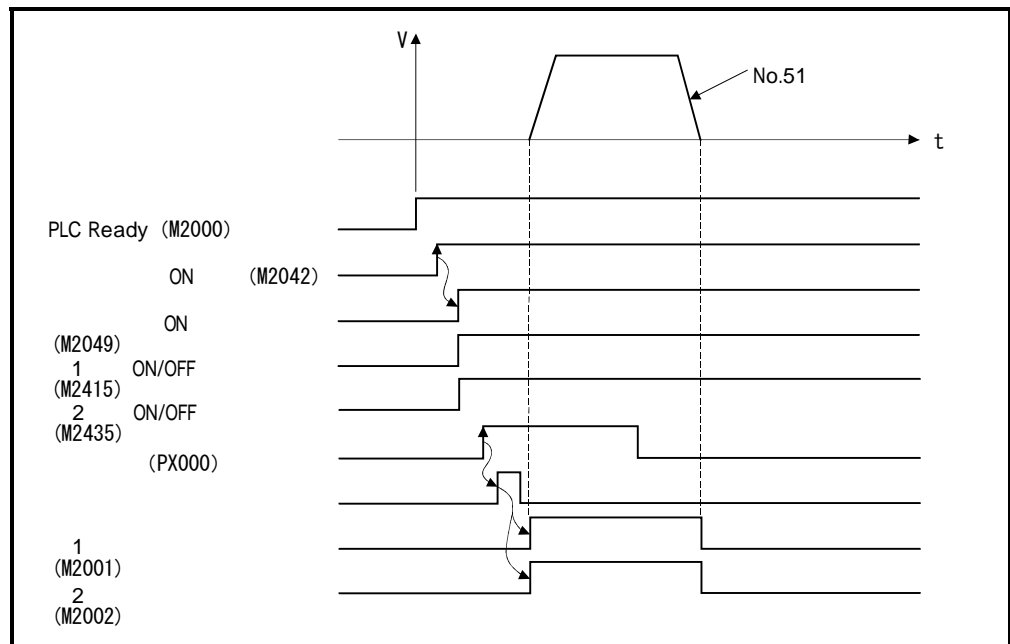 V
No.51
t
PLC Ready（M2000）
ON （M2042）
ON
（M2049）
1 ON/OFF
（M2415）
2 ON/OFF
（M2435）
（PX000）
1
（M2001）
2
（M2002）